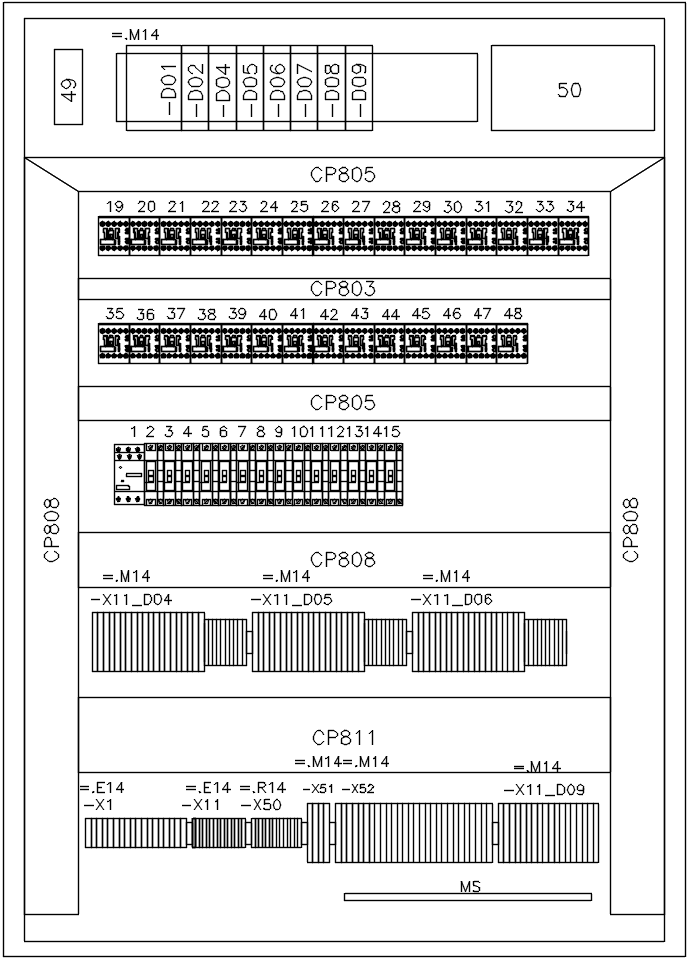 =.M14
49
-D01 -D02 -D04 -D05 -D06 -D07 -D08 -D09
50
CP805
19 20 21 22 23 24 25 26 27 28 29 30 31 32 33 34
CP803
35 36 37 38 39 40 41 42 43 44 45 46 47 48
CP805
1 2 3 4 5 6 7 8 9 10 11 12 13 14 15
CP808
CP808
CP808
=.M14 =.M14 =.M14
-X11_D04 -X11_D05 -X11_D06
CP811
=.M14 =.M14 =.M14
=.E14 =.E14 =.R14 -X51 -X52 -X11_D09
-X1 -X11 -X50
MS